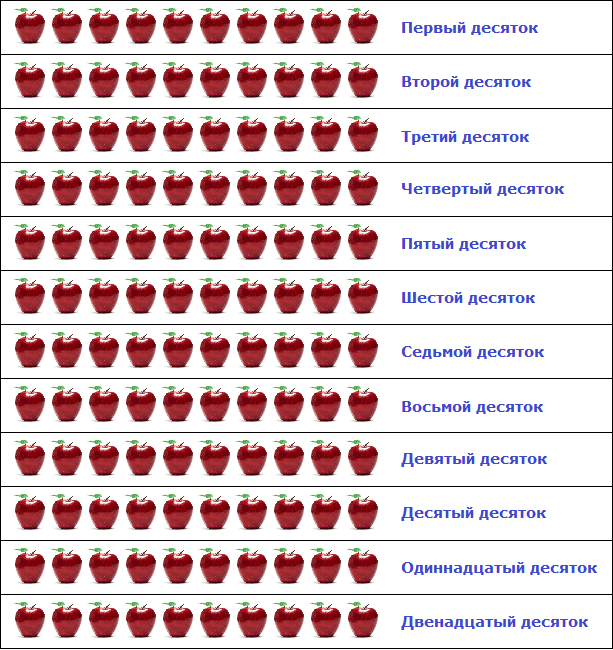 Первый десяток
Второй десяток
Третий десяток
Четвертый десяток
Пятый десяток
Шестой десяток
Седьмой десяток
Восьмой десяток
Девятый десяток
Десятый десяток
Одиннадцатый десяток
Двенадцатый десяток